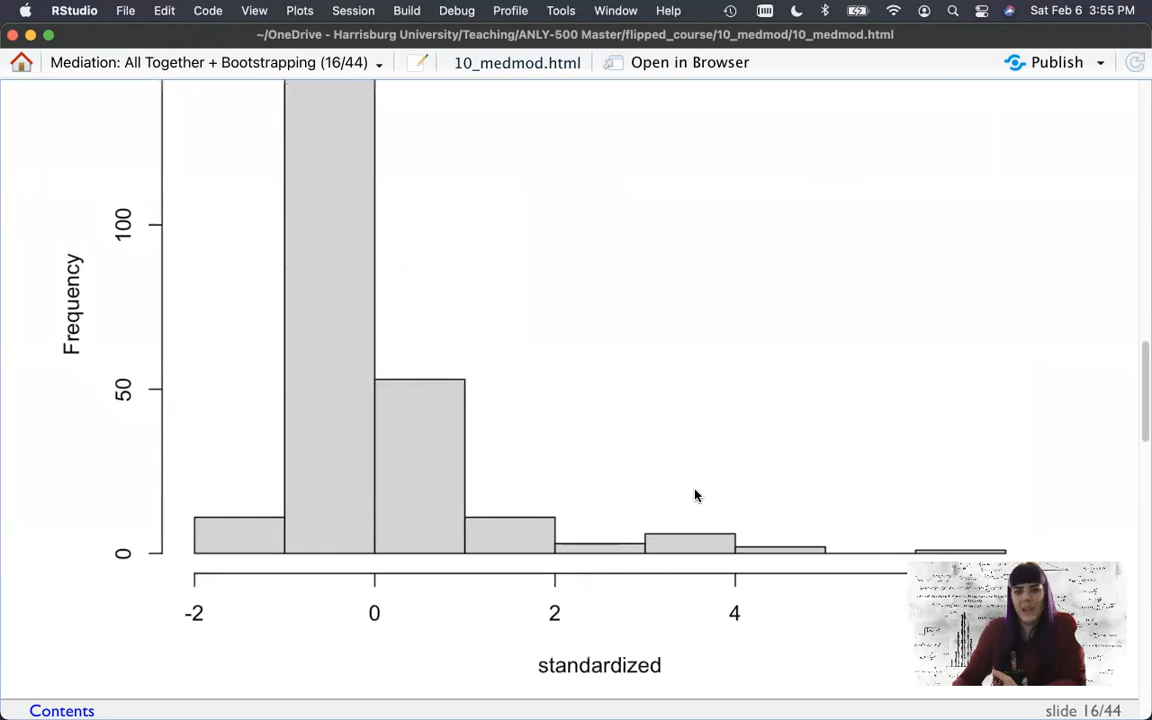 RStudio File Edit Code View Plots Session Build Debug Profile Tools Window Help Sat Feb 6 3:55 PM
~/OneDrive - Harrisburg University/Teaching/ANLY-500 Master/flipped_course/10_medmod/10_medmod.html
Mediation: All Together + Bootstrapping (16/44) 10_medmod.html Open in Browser Publish
100
Frequency
50
0
-2 0 2 4
standardized
Contents slide 16/44